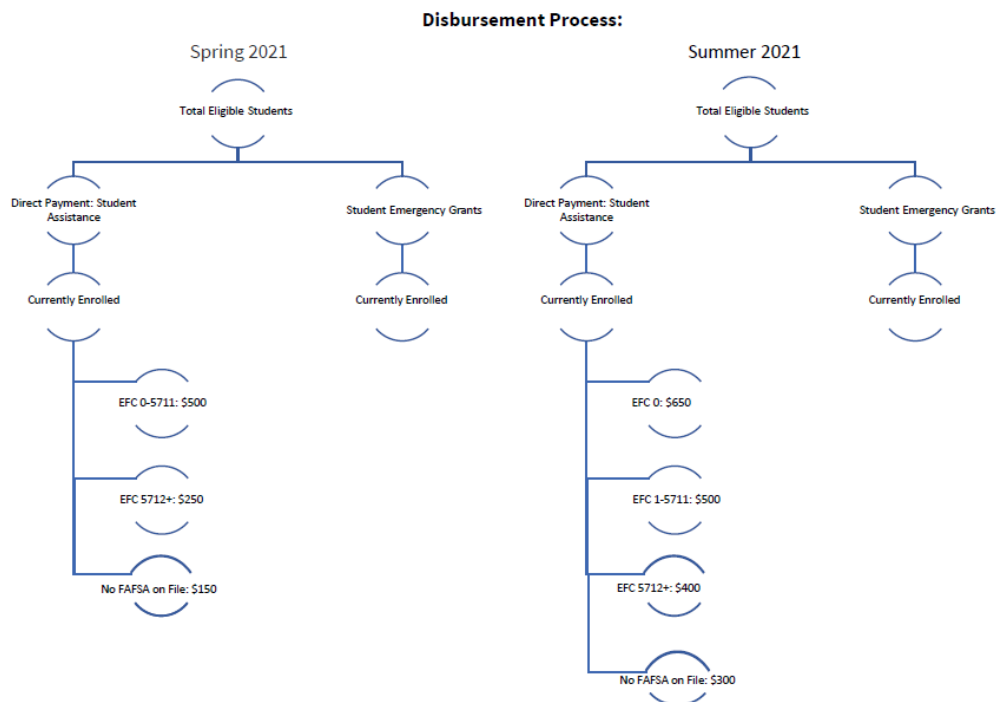 Disbursement Process:
Spring 2021
Total Eligible Students
Direct Payment: Student
Assistance
Student Emergency Grants
Currently Enrolled
Currently Enrolled
EFC 0-5711: $500
EFC 5712+: $250
No FAFSA on File: $150
Summer 2021
Total Eligible Students
Direct Payment: Student
Assistance
Student Emergency Grants
Currently Enrolled
Currently Enrolled
EFC 0: $650
EFC 1-5711: $500
EFC 5712+: $400
No FAFSA on File: $300